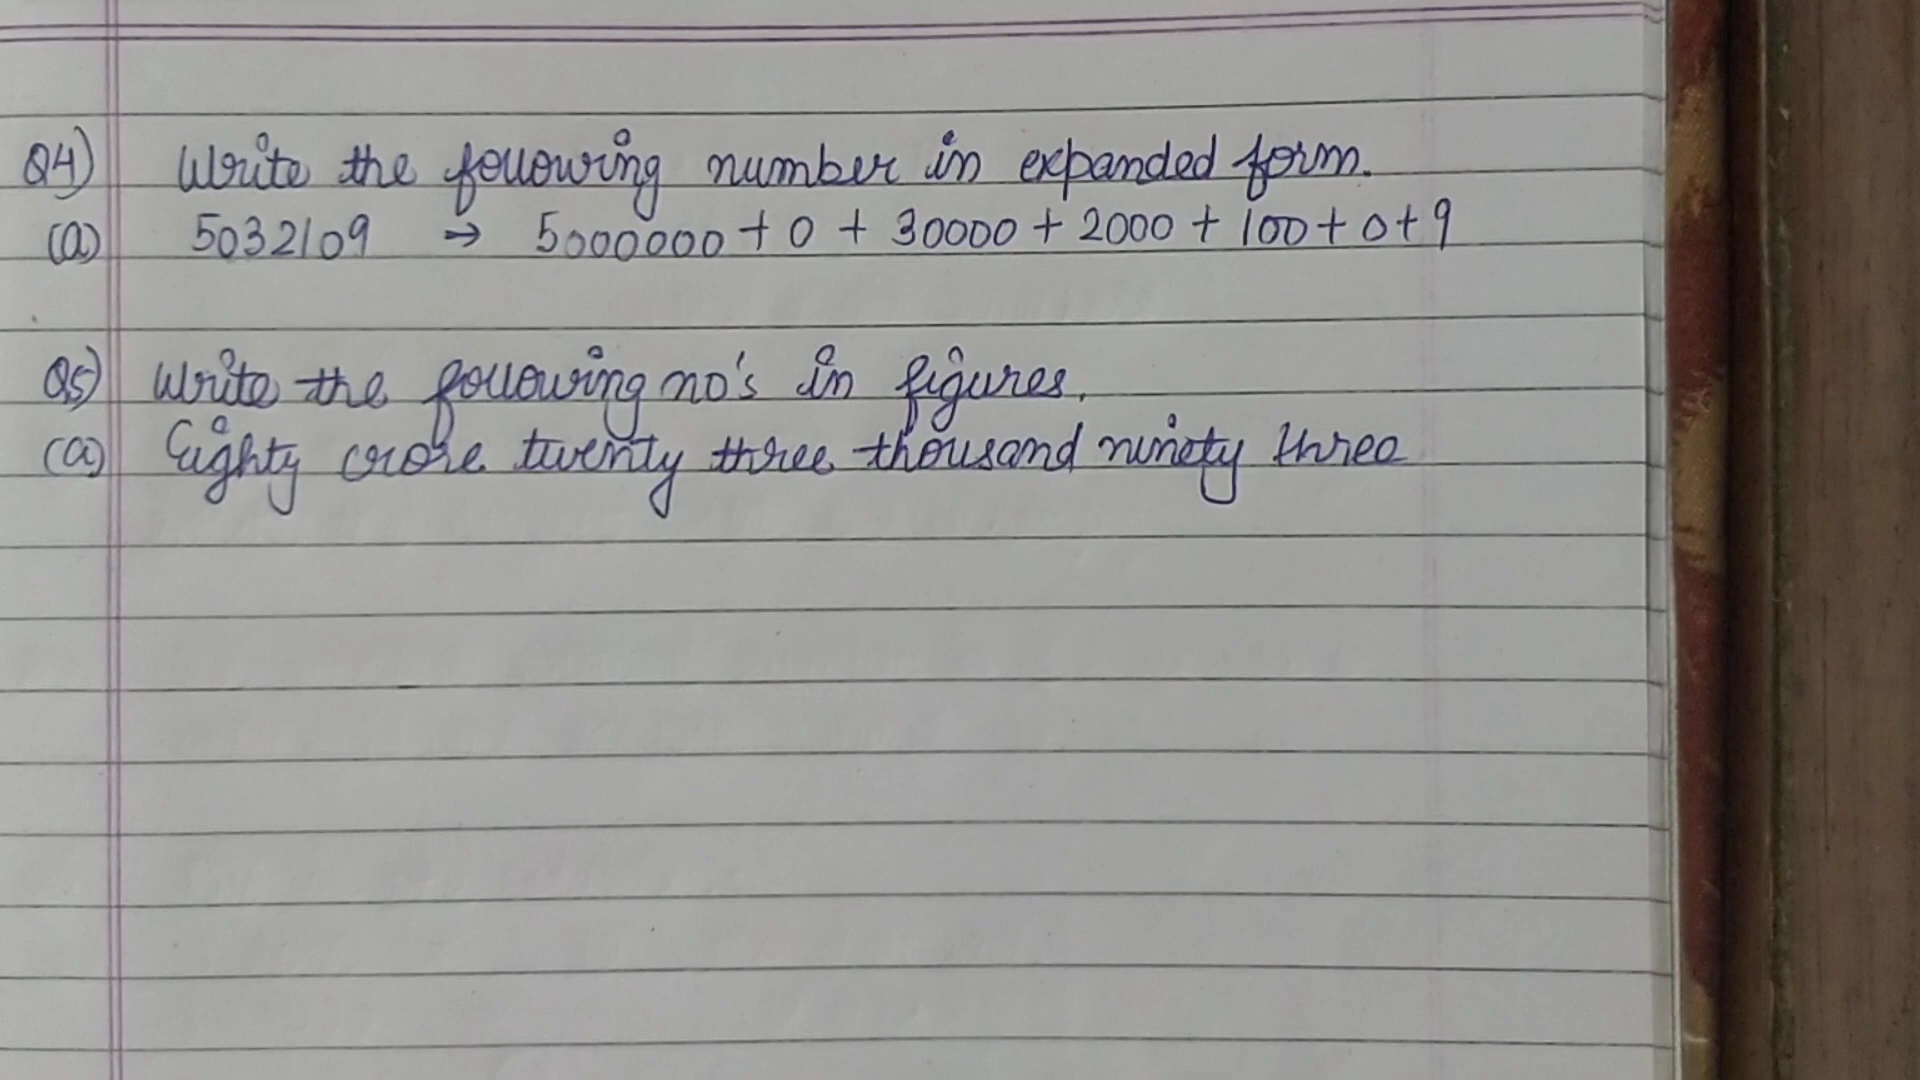 Q4) Write the following number in expanded form.
(a) 5032109 → 5000000 + 0 + 30000 + 2000 + 100 + 0 + 9
Q5) Write the following no's in figures.
(a) Eighty crore twenty three thousand ninety three